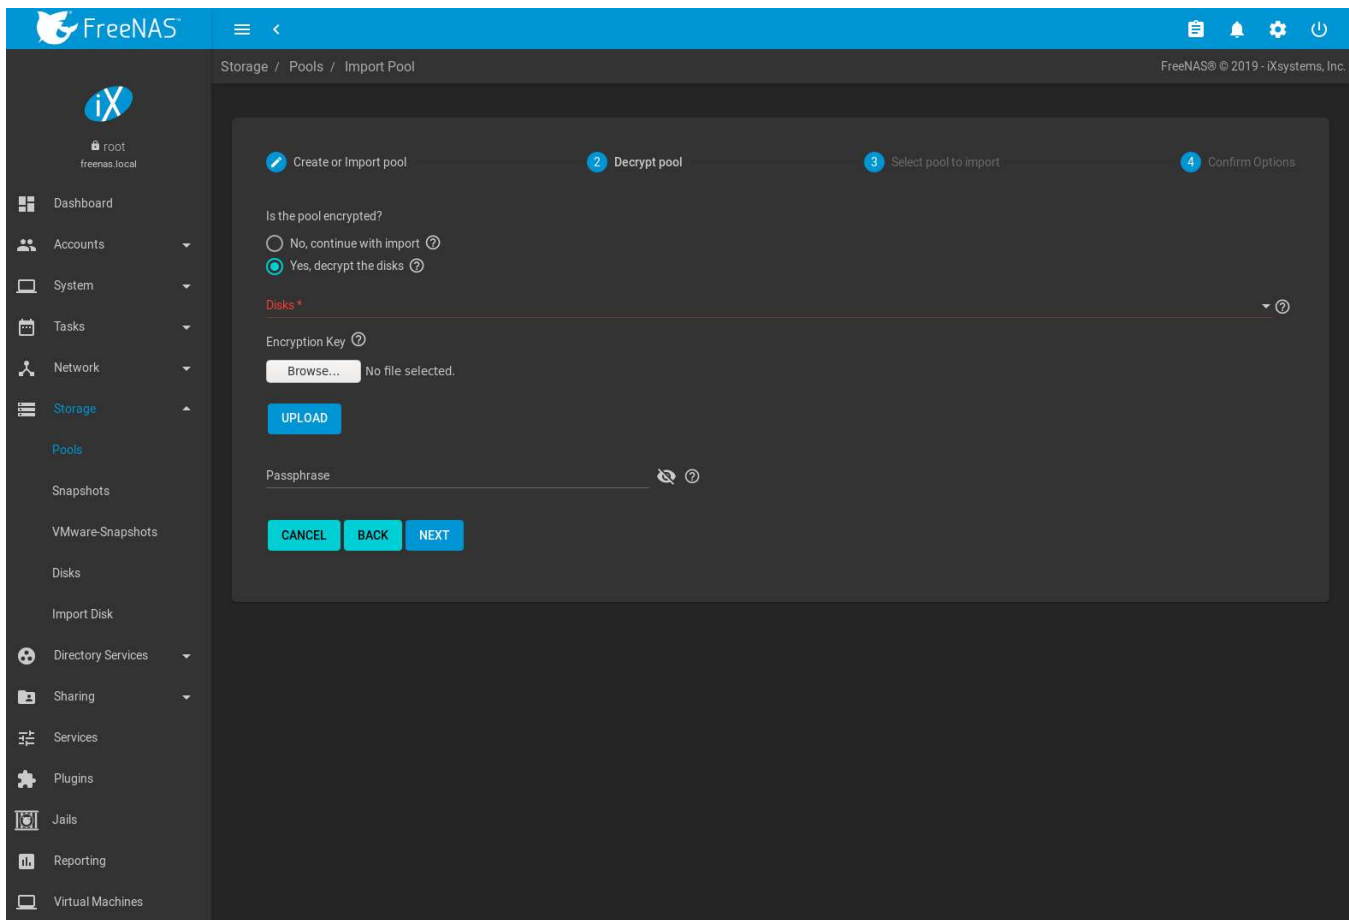 FreeNAS™
Storage / Pools / Import Pool
FreeNAS® © 2019 - iXsystems, Inc.
iX
root
freenas.local
Dashboard
Accounts
System
Tasks
Network
Storage
Pools
Snapshots
VMware-Snapshots
Disks
Import Disk
Directory Services
Sharing
Services
Plugins
Jails
Reporting
Virtual Machines
Create or Import pool
2 Decrypt pool
3 Select pool to import
4 Confirm Options
Is the pool encrypted?
No, continue with import
Yes, decrypt the disks
Disks *
Encryption Key
Browse... No file selected.
UPLOAD
Passphrase
CANCEL BACK NEXT